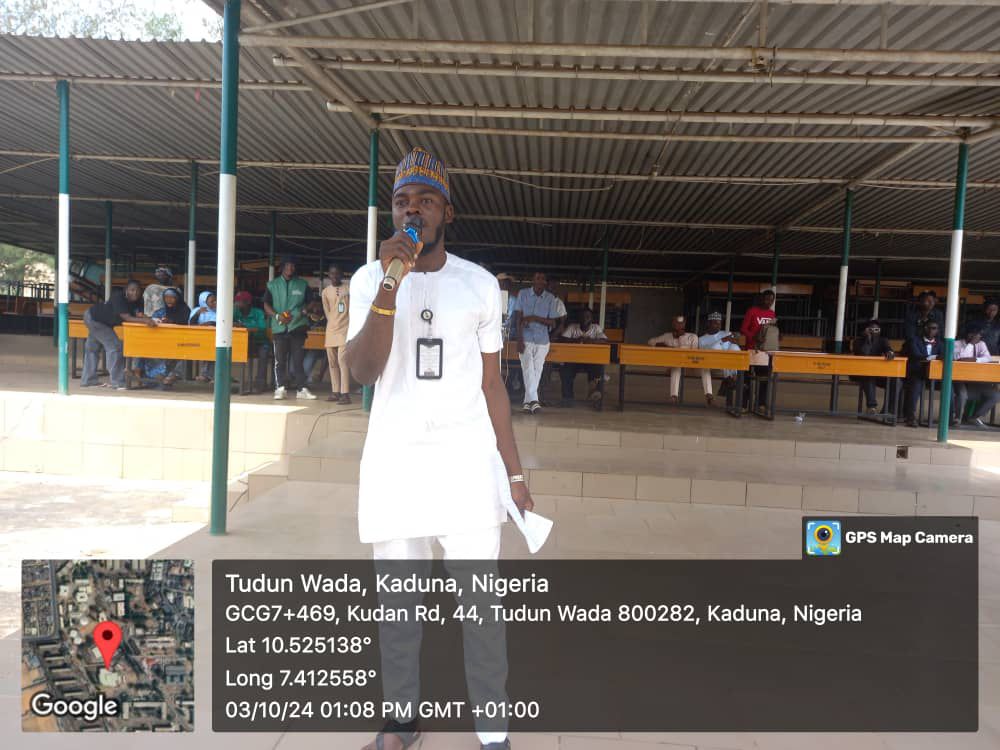 VANS
GPS Map Camera
Google
Tudun Wada, Kaduna, Nigeria
GCG7+469, Kudan Rd, 44, Tudun Wada 800282, Kaduna, Nigeria
Lat 10.525138°
Long 7.412558°
03/10/24 01:08 PM GMT +01:00